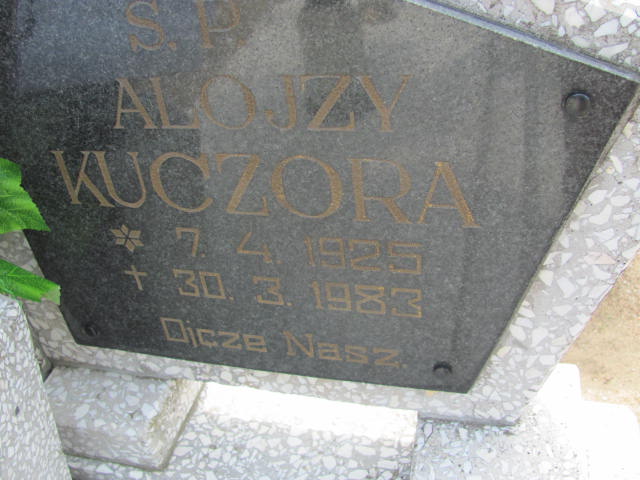 Ś. P
ALOJZY
KUCZORA
* 7. 4. 1925
+ 30. 3. 1983
Ojcze Nasz.